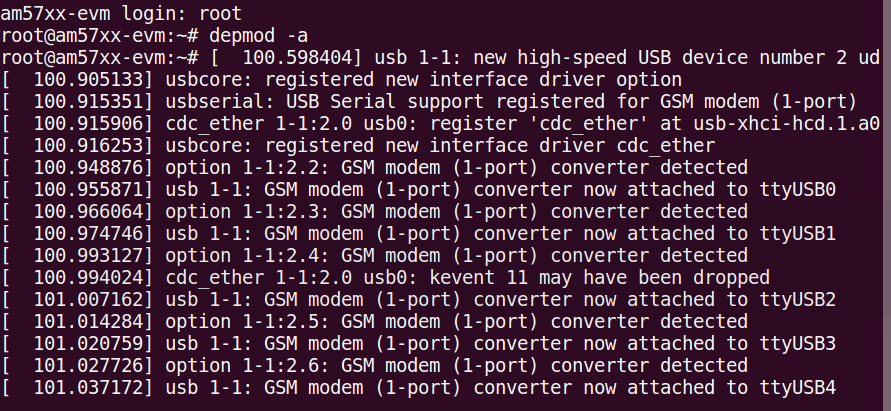 am57xx-evm login: root
root@am57xx-evm:~# depmod -a
root@am57xx-evm:~# [  100.598404] usb 1-1: new high-speed USB device number 2 ud
[  100.905133] usbcore: registered new interface driver option
[  100.915351] usbserial: USB Serial support registered for GSM modem (1-port)
[  100.915906] cdc_ether 1-1:2.0 usb0: register 'cdc_ether' at usb-xhci-hcd.1.a0
[  100.916253] usbcore: registered new interface driver cdc_ether
[  100.948876] option 1-1:2.2: GSM modem (1-port) converter detected
[  100.955871] usb 1-1: GSM modem (1-port) converter now attached to ttyUSB0
[  100.966064] option 1-1:2.3: GSM modem (1-port) converter detected
[  100.974746] usb 1-1: GSM modem (1-port) converter now attached to ttyUSB1
[  100.993127] option 1-1:2.4: GSM modem (1-port) converter detected
[  100.994024] cdc_ether 1-1:2.0 usb0: kevent 11 may have been dropped
[  101.007162] usb 1-1: GSM modem (1-port) converter now attached to ttyUSB2
[  101.014284] option 1-1:2.5: GSM modem (1-port) converter detected
[  101.020759] usb 1-1: GSM modem (1-port) converter now attached to ttyUSB3
[  101.027726] option 1-1:2.6: GSM modem (1-port) converter detected
[  101.037172] usb 1-1: GSM modem (1-port) converter now attached to ttyUSB4